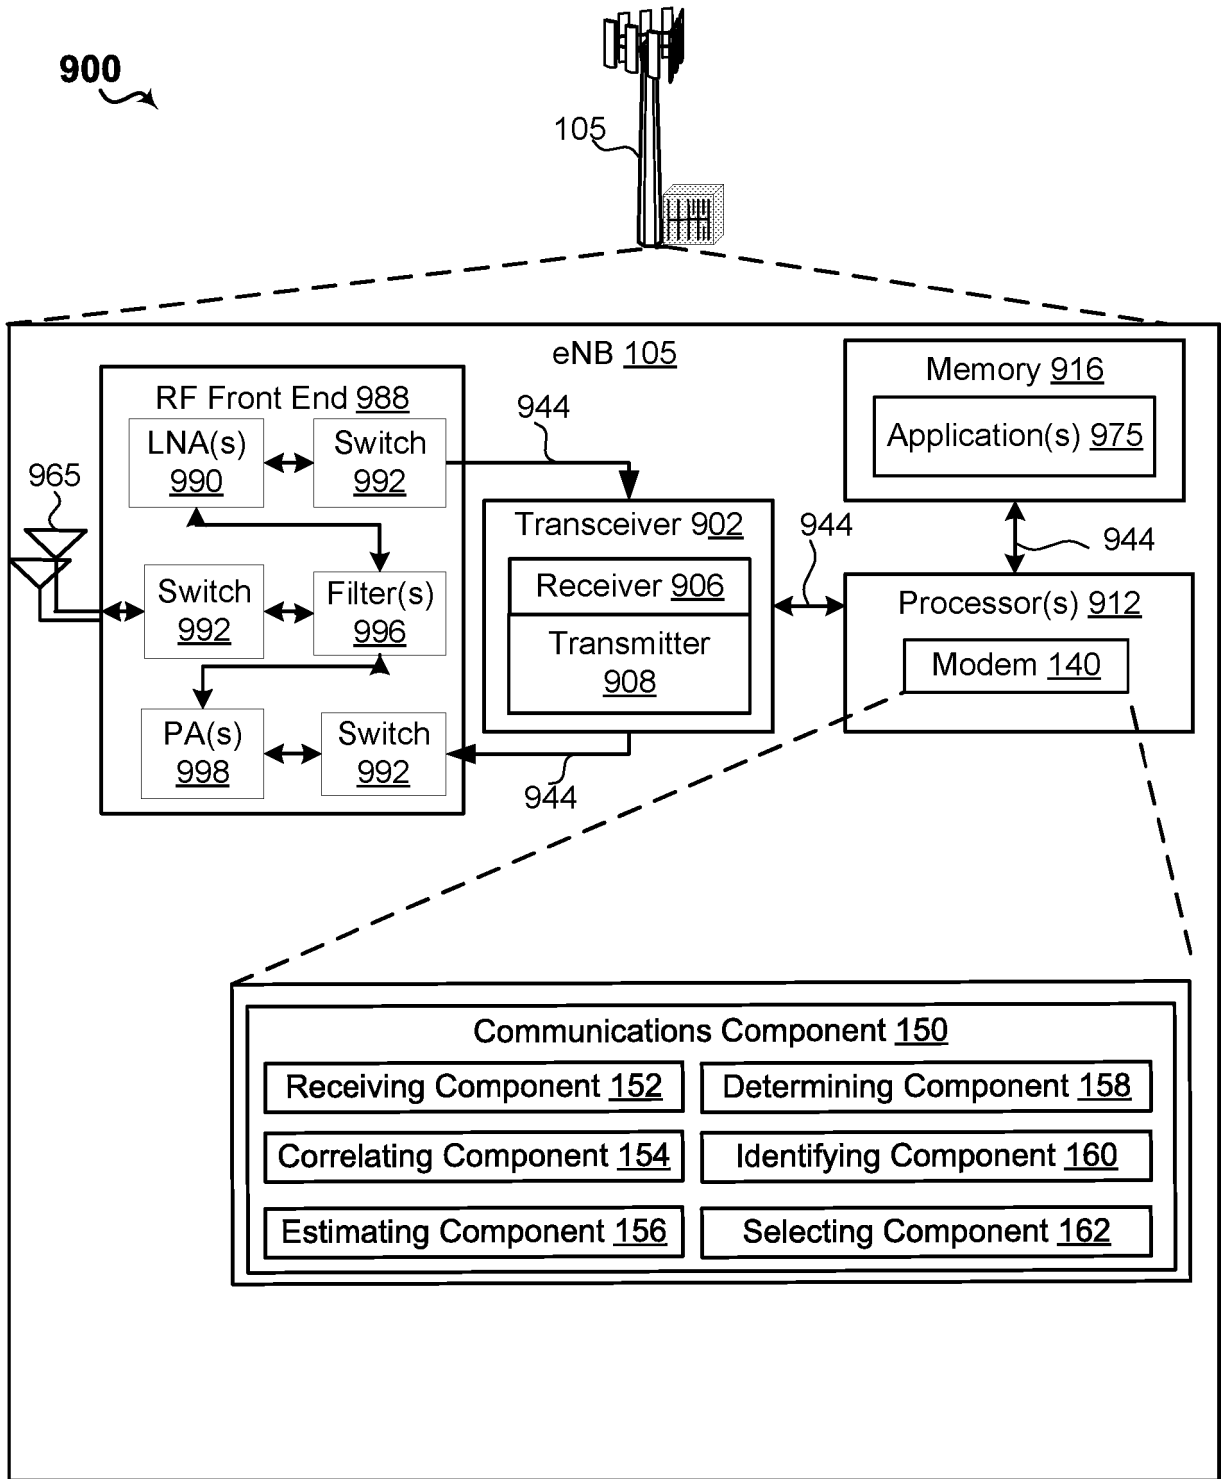 900
105
eNB 105
RF Front End 988
LNA(s)
990
Switch
992
944
965
Switch
992
Filter(s)
996
PA(s)
998
Switch
992
944
Transceiver 902
Receiver 906
Transmitter
908
944
Memory 916
Application(s) 975
944
Processor(s) 912
Modem 140
Communications Component 150
Receiving Component 152
Determining Component 158
Correlating Component 154
Identifying Component 160
Estimating Component 156
Selecting Component 162